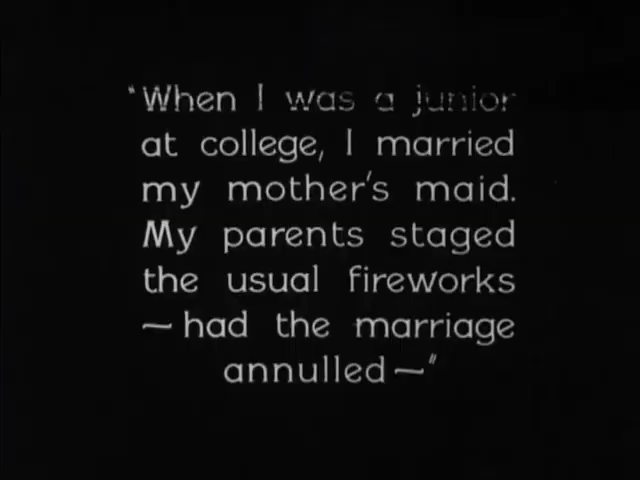 "When I was a junior
at college, I married
my mother's maid.
My parents staged
the usual fireworks
— had the marriage
annulled —"